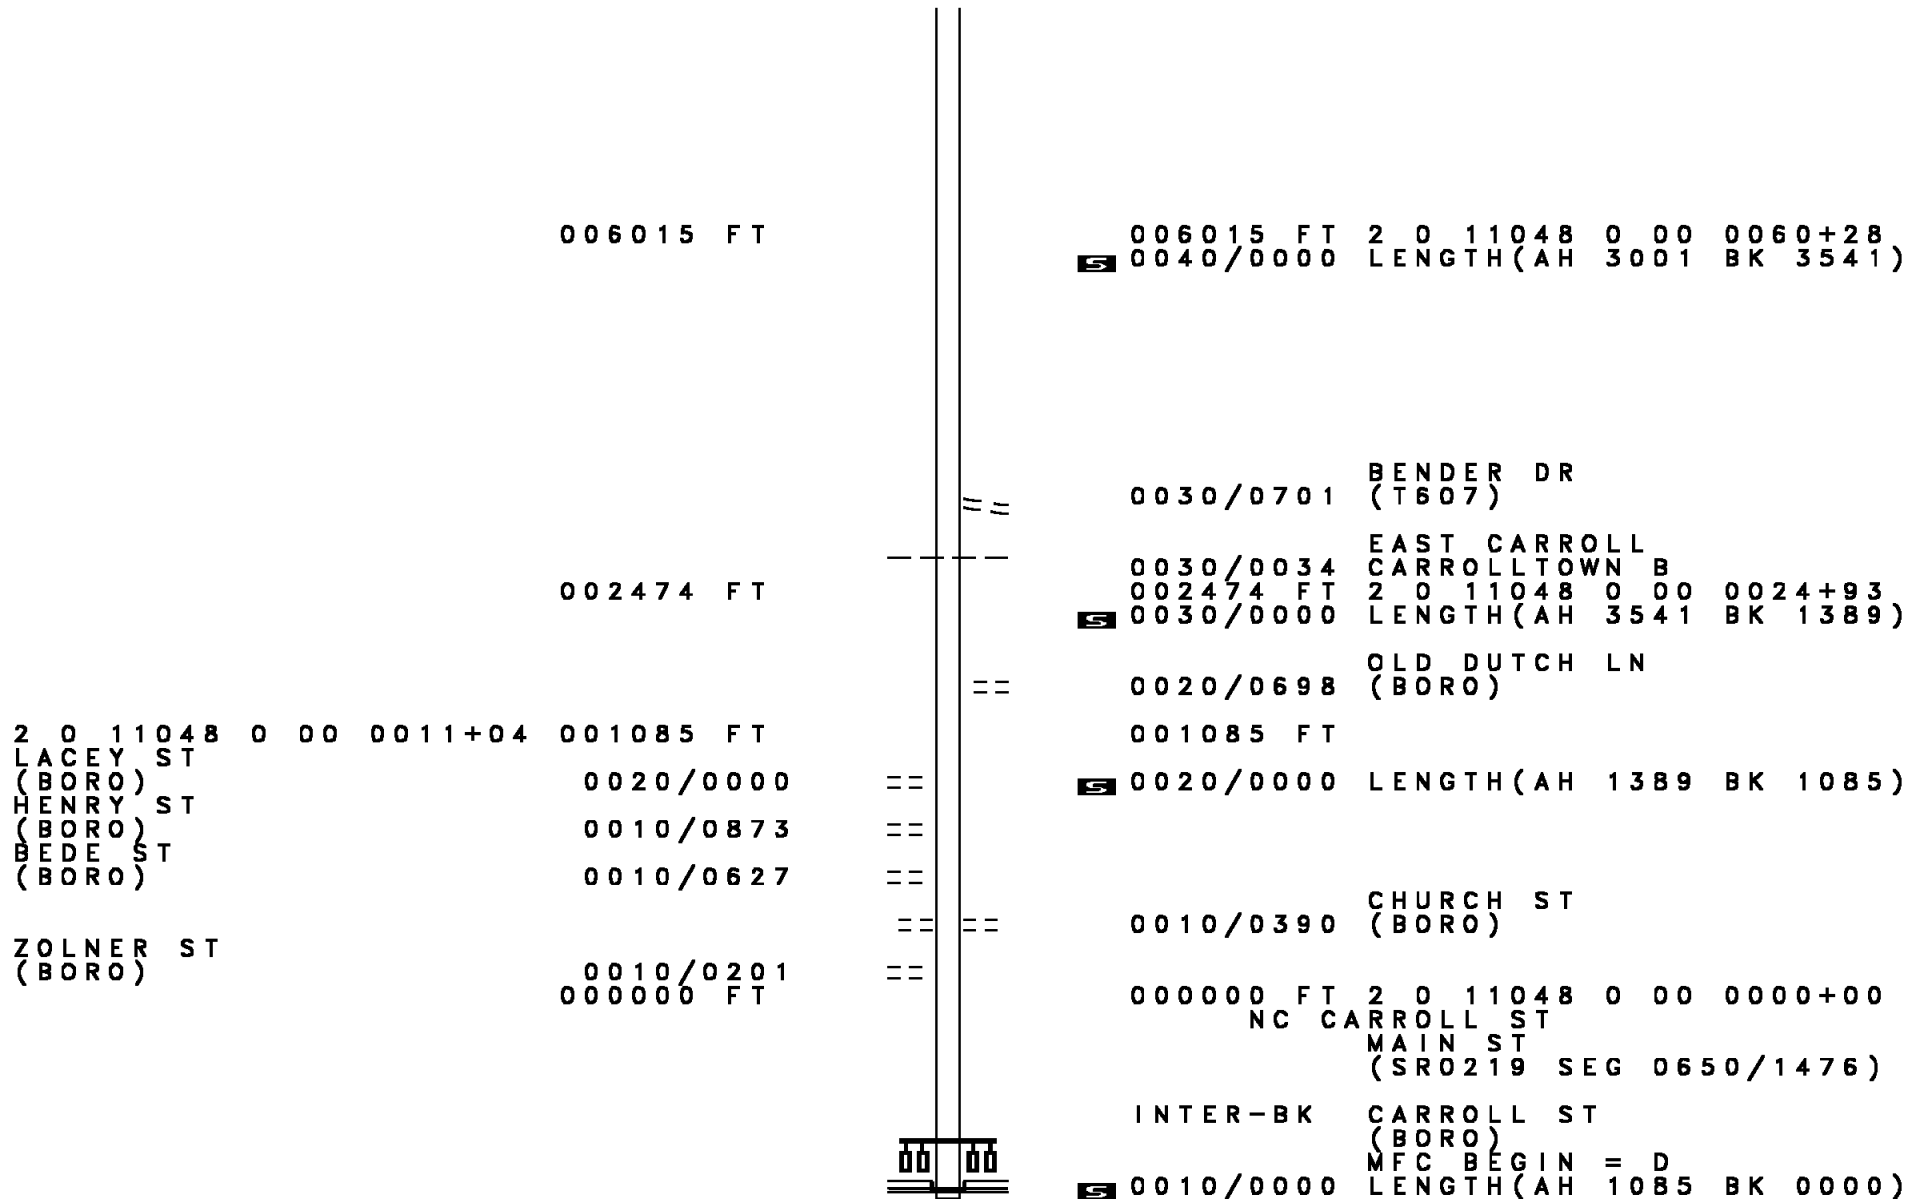 006015 FT 006015 FT 2 0 11048 0 00 0060+28
S 0040/0000 LENGTH(AH 3001 BK 3541)
BENDER DR
0030/0701 (T607)
EAST CARROLL
0030/0034 CARROLLTOWN B
002474 FT 002474 FT 2 0 11048 0 00 0024+93
S 0030/0000 LENGTH(AH 3541 BK 1389)
OLD DUTCH LN
0020/0698 (BORO)
2 0 11048 0 00 0011+04 001085 FT 001085 FT
LACEY ST
(BORO) 0020/0000 S 0020/0000 LENGTH(AH 1389 BK 1085)
HENRY ST
(BORO) 0010/0873
BEDE ST
(BORO) 0010/0627
CHURCH ST
0010/0390 (BORO)
ZOLNER ST
(BORO) 0010/0201
000000 FT 000000 FT 2 0 11048 0 00 0000+00
NC CARROLL ST
MAIN ST
(SR0219 SEG 0650/1476)
INTER-BK CARROLL ST
(BORO)
MFC BEGIN = D
S 0010/0000 LENGTH(AH 1085 BK 0000)